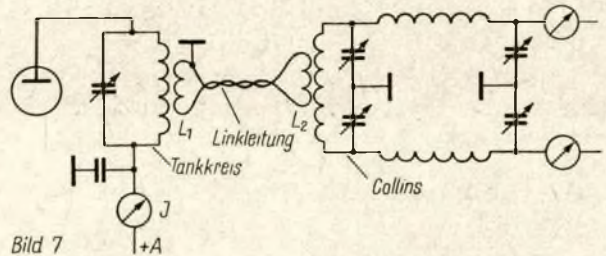 L₁
Linkleitung
L₂
Tankkreis
Collins
J
+A
Bild 7